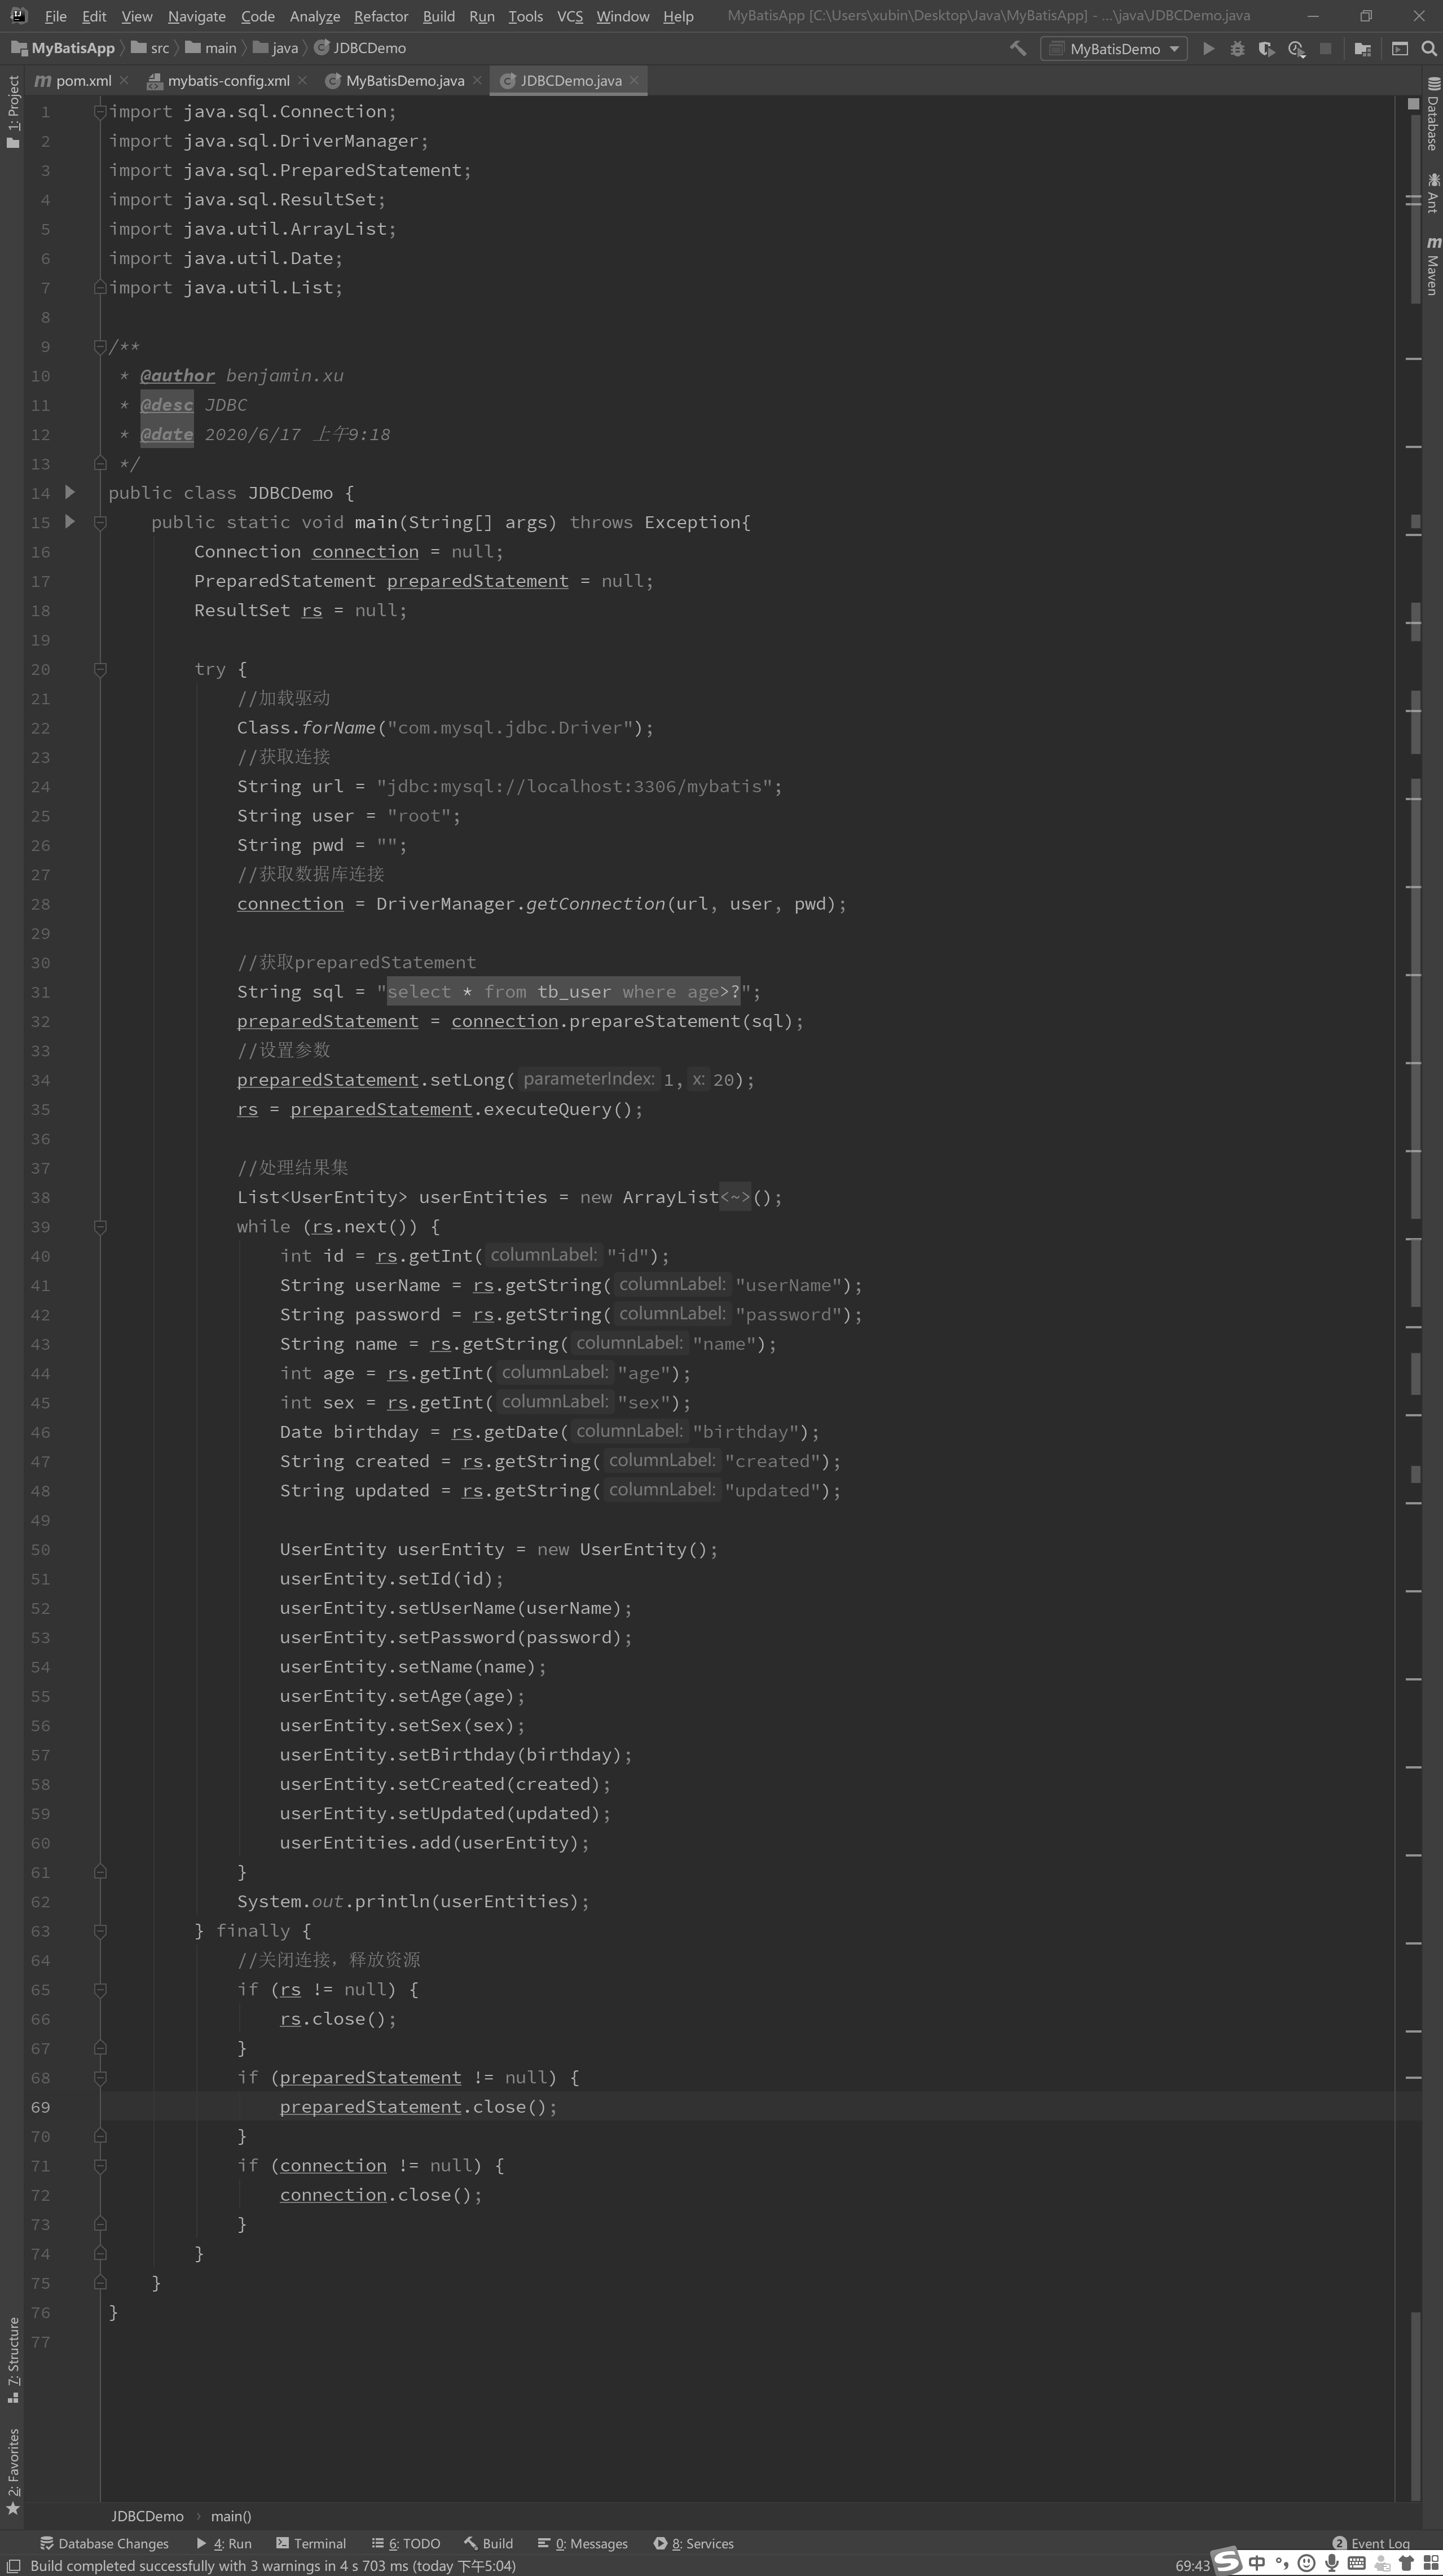 File Edit View Navigate Code Analyze Refactor Build Run Tools VCS Window Help MyBatisApp [C:\Users\xubin\Desktop\Java\MyBatisApp] - ...\java\JDBCDemo.java
MyBatisApp src main java JDBCDemo MyBatisDemo
pom.xml mybatis-config.xml MyBatisDemo.java JDBCDemo.java
1: Project
Database
Ant
Maven
1 import java.sql.Connection;
2 import java.sql.DriverManager;
3 import java.sql.PreparedStatement;
4 import java.sql.ResultSet;
5 import java.util.ArrayList;
6 import java.util.Date;
7 import java.util.List;
8
9 /**
10 * @author benjamin.xu
11 * @desc JDBC
12 * @date 2020/6/17 上午9:18
13 */
14 public class JDBCDemo {
15 public static void main(String[] args) throws Exception{
16 Connection connection = null;
17 PreparedStatement preparedStatement = null;
18 ResultSet rs = null;
19
20 try {
21 //加载驱动
22 Class.forName("com.mysql.jdbc.Driver");
23 //获取连接
24 String url = "jdbc:mysql://localhost:3306/mybatis";
25 String user = "root";
26 String pwd = "";
27 //获取数据库连接
28 connection = DriverManager.getConnection(url, user, pwd);
29
30 //获取preparedStatement
31 String sql = "select * from tb_user where age>?";
32 preparedStatement = connection.prepareStatement(sql);
33 //设置参数
34 preparedStatement.setLong( parameterIndex: 1, x: 20);
35 rs = preparedStatement.executeQuery();
36
37 //处理结果集
38 List<UserEntity> userEntities = new ArrayList<~>();
39 while (rs.next()) {
40 int id = rs.getInt( columnLabel: "id");
41 String userName = rs.getString( columnLabel: "userName");
42 String password = rs.getString( columnLabel: "password");
43 String name = rs.getString( columnLabel: "name");
44 int age = rs.getInt( columnLabel: "age");
45 int sex = rs.getInt( columnLabel: "sex");
46 Date birthday = rs.getDate( columnLabel: "birthday");
47 String created = rs.getString( columnLabel: "created");
48 String updated = rs.getString( columnLabel: "updated");
49
50 UserEntity userEntity = new UserEntity();
51 userEntity.setId(id);
52 userEntity.setUserName(userName);
53 userEntity.setPassword(password);
54 userEntity.setName(name);
55 userEntity.setAge(age);
56 userEntity.setSex(sex);
57 userEntity.setBirthday(birthday);
58 userEntity.setCreated(created);
59 userEntity.setUpdated(updated);
60 userEntities.add(userEntity);
61 }
62 System.out.println(userEntities);
63 } finally {
64 //关闭连接，释放资源
65 if (rs != null) {
66 rs.close();
67 }
68 if (preparedStatement != null) {
69 preparedStatement.close();
70 }
71 if (connection != null) {
72 connection.close();
73 }
74 }
75 }
76 }
77
7: Structure
2: Favorites
JDBCDemo › main()
Database Changes 4: Run Terminal 6: TODO Build 0: Messages 8: Services 2 Event Log
Build completed successfully with 3 warnings in 4 s 703 ms (today 下午5:04) 69:43 中